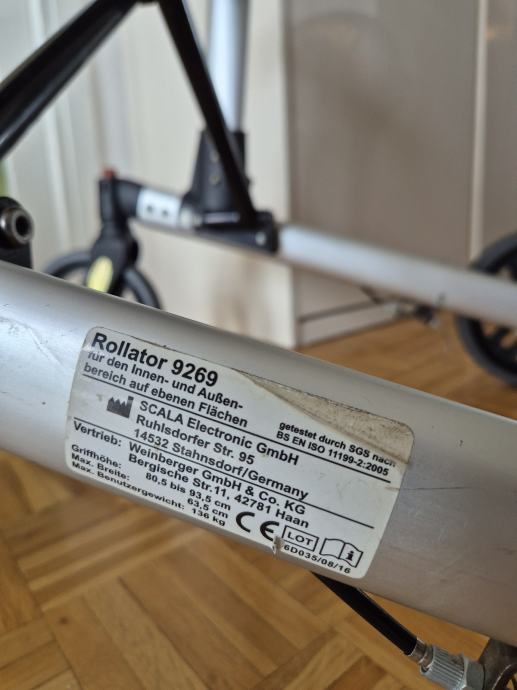 Rollator 9269
für den Innen- und Außen-
bereich auf ebenen Flächen
getestet durch SGS nach
BS EN ISO 11199-2:2005
SCALA Electronic GmbH
Ruhlsdorfer Str. 95
14532 Stahnsdorf/Germany
Vertrieb: Weinberger GmbH & Co. KG
Bergische Str.11, 42781 Haan
Griffhöhe: 80,5 bis 93,5 cm
Max. Breite: 63,5 cm
Max. Benutzergewicht: 136 kg
CE LOT
6D035/08/16